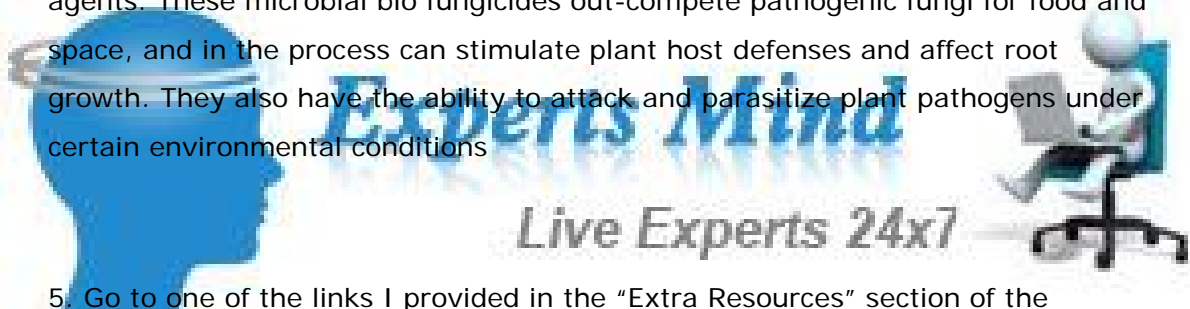 agents. These microbial bio fungicides out-compete pathogenic fungi for food and
space, and in the process can stimulate plant host defenses and affect root
growth. They also have the ability to attack and parasitize plant pathogens under
certain environmental conditions
Experts Mind
Live Experts 24x7
5. Go to one of the links I provided in the “Extra Resources” section of the